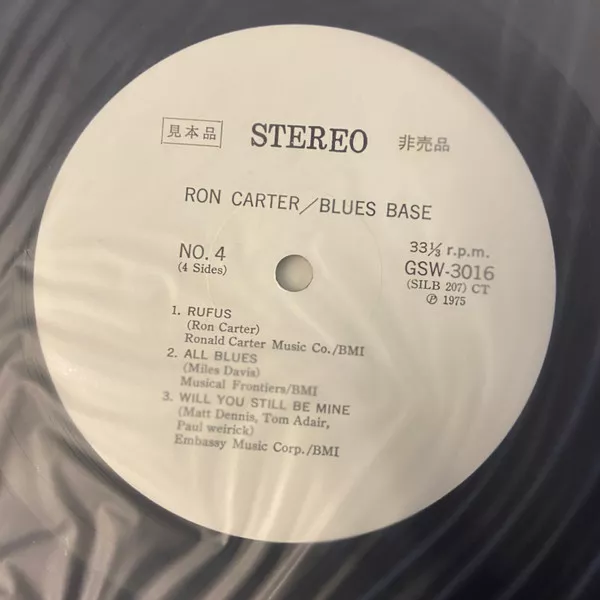 見本品 STEREO 非売品
RON CARTER/BLUES BASE
NO. 4
(4 Sides)
33⅓ r.p.m.
GSW-3016
(SILB 207) CT
Ⓟ 1975
1. RUFUS
(Ron Carter)
Ronald Carter Music Co./BMI
2. ALL BLUES
(Miles Davis)
Musical Frontiers/BMI
3. WILL YOU STILL BE MINE
(Matt Dennis, Tom Adair,
Paul weirick)
Embassy Music Corp./BMI